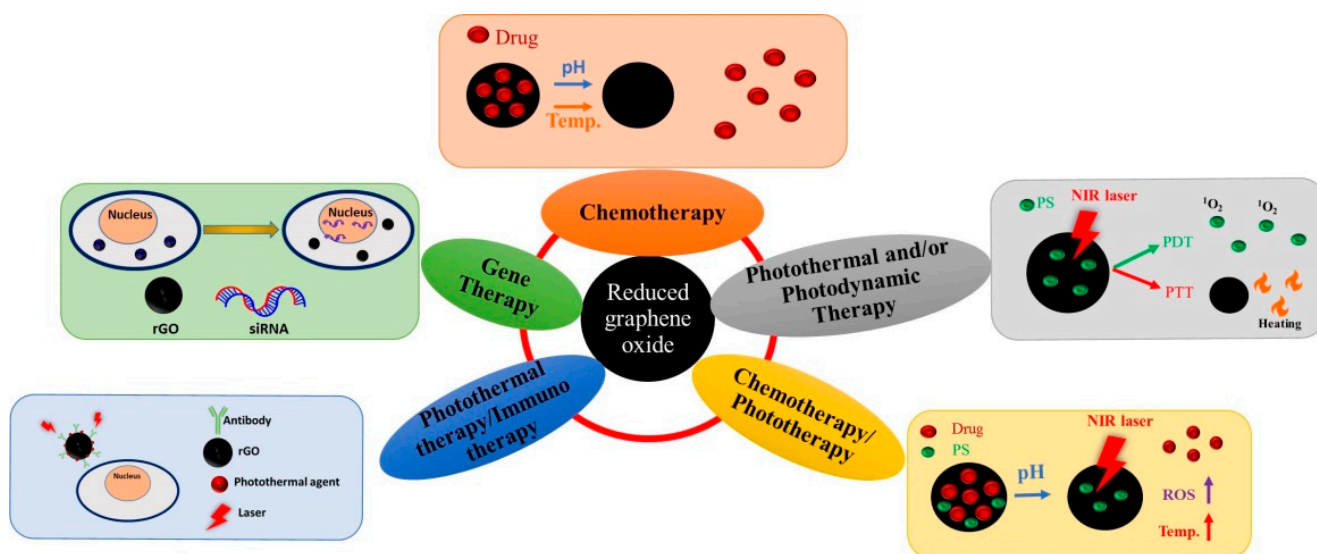 Drug
pH
Temp.
Chemotherapy
Nucleus
Nucleus
rGO
siRNA
Gene
Therapy
Reduced
graphene
oxide
Photothermal and/or
Photodynamic
Therapy
PS
NIR laser
¹O₂
¹O₂
PDT
PTT
Heating
Photothermal
therapy/Immuno
therapy
Chemotherapy/
Phototherapy
Antibody
rGO
Nucleus
Photothermal agent
Laser
Drug
PS
NIR laser
pH
ROS
Temp.